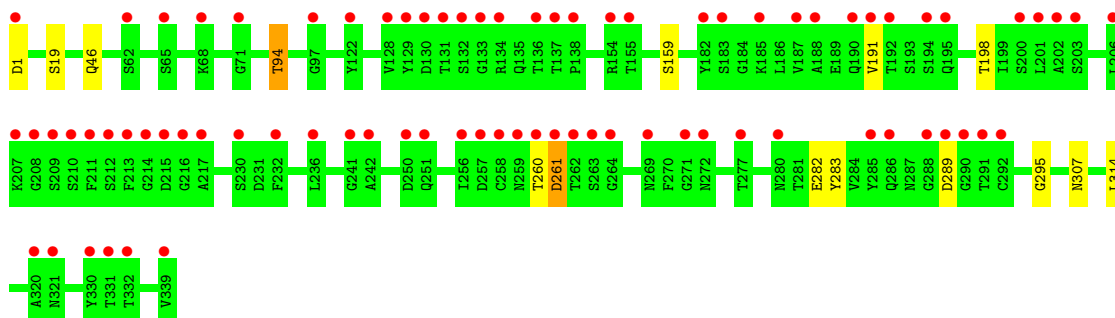 D1 S19 Q46 S62 S65 K68 G71 T94 G97 Y122 V128 Y129 D130 T131 S132 G133 R134 Q135 T136 T137 P138 R154 T155 S159 Y182 S183 G184 K185 L186 V187 A188 E189 Q190 V191 T192 S193 S194 Q195 T198 I199 S200 L201 A202 S203 L206
K207 G208 S209 S210 F211 S212 F213 G214 D215 G216 A217 S230 D231 F232 L236 G241 A242 D250 Q251 I256 D257 C258 N259 T260 D261 T262 S263 G264 N269 F270 G271 N272 T277 N280 T281 E282 Y283 V284 Y285 Q286 N287 G288 D289 G290 T291 C292 G295 N307 L314
A320 N321 Y330 T331 T332 V339